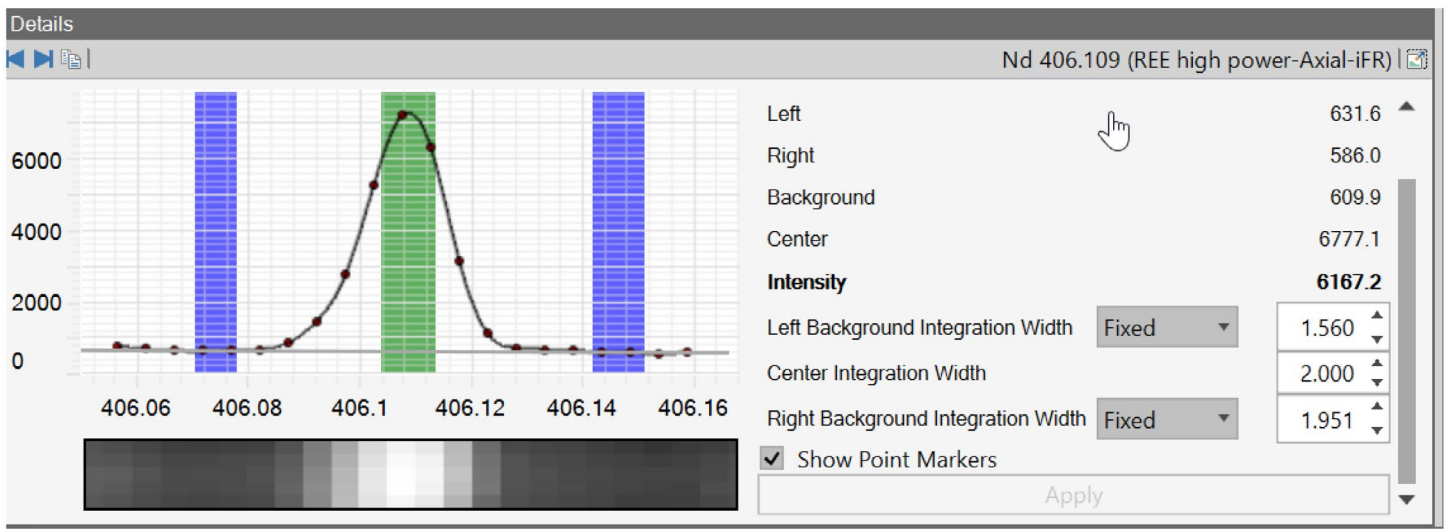 Details
Nd 406.109 (REE high power-Axial-iFR)
6000
4000
2000
0
406.06 406.08 406.1 406.12 406.14 406.16
Left 631.6
Right 586.0
Background 609.9
Center 6777.1
Intensity 6167.2
Left Background Integration Width Fixed 1.560
Center Integration Width 2.000
Right Background Integration Width Fixed 1.951
Show Point Markers
Apply